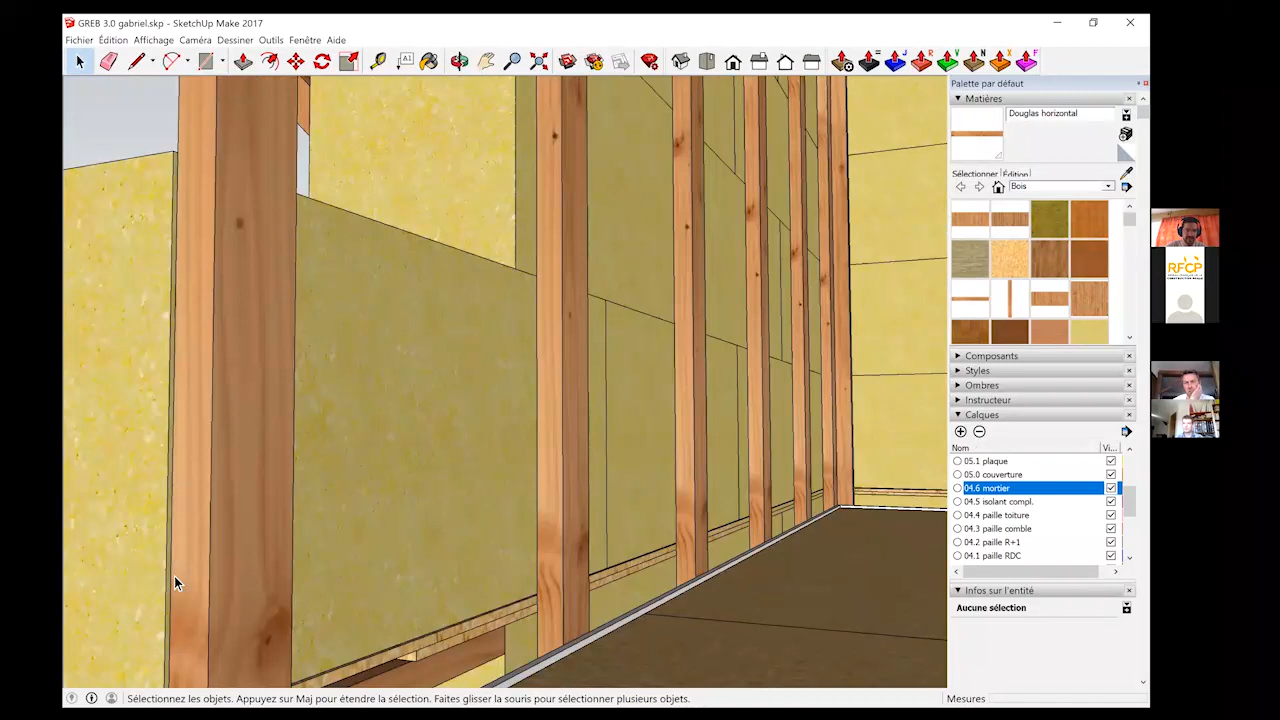 GREB 3.0 gabriel.skp - SketchUp Make 2017
Fichier Édition Affichage Caméra Dessiner Outils Fenêtre Aide
A1
= J R V N X F
Palette par défaut
Matières
Douglas horizontal
Sélectionner Édition
Bois
Composants
Styles
Ombres
Instructeur
Calques
Nom Vi...
05.1 plaque
05.0 couverture
04.6 mortier
04.5 isolant compl.
04.4 paille toiture
04.3 paille comble
04.2 paille R+1
04.1 paille RDC
Infos sur l'entité
Aucune sélection
Sélectionnez les objets. Appuyez sur Maj pour étendre la sélection. Faites glisser la souris pour sélectionner plusieurs objets.
Mesures
RFCP